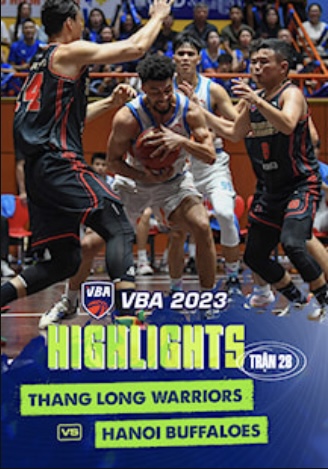 VBA
VBA 2023
HIGHLIGHTS
TRẬN 28
THANG LONG WARRIORS
VS
HANOI BUFFALOES